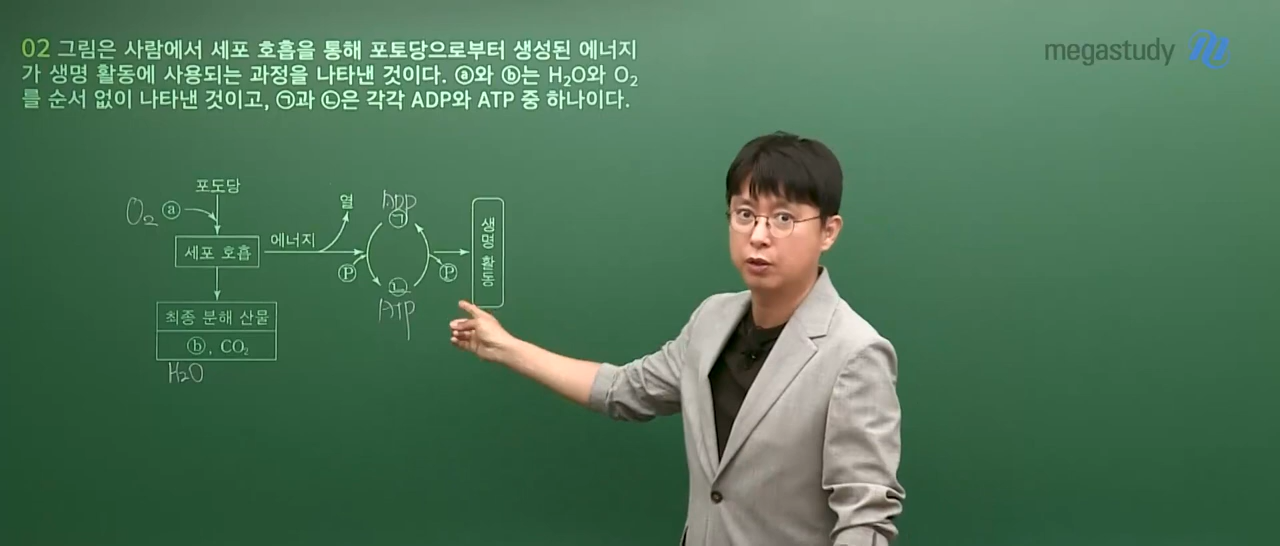 02 그림은 사람에서 세포 호흡을 통해 포토당으로부터 생성된 에너지
가 생명 활동에 사용되는 과정을 나타낸 것이다. ⓐ와 ⓑ는 H₂O와 O₂
를 순서 없이 나타낸 것이고, ㉠과 ㉡은 각각 ADP와 ATP 중 하나이다.
megastudy
포도당
O₂ ⓐ
세포 호흡
에너지
열
ADP
㉠
ⓟ
ⓟ
㉡
ATP
생명 활동
최종 분해 산물
ⓑ, CO₂
H₂O